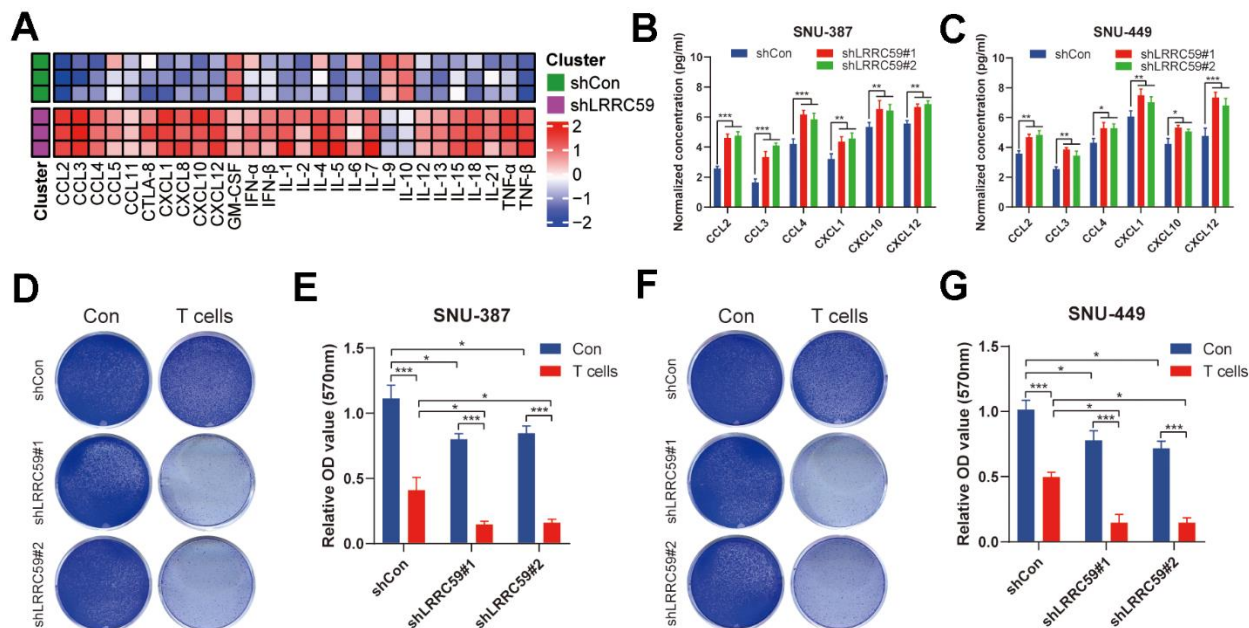 A
Cluster
shCon
shLRRC59
2
1
0
−1
−2
Cluster
CCL2
CCL3
CCL4
CCL5
CCL11
CTLA-8
CXCL1
CXCL8
CXCL10
CXCL12
GM-CSF
IFN-α
IFN-β
IL-1
IL-2
IL-4
IL-5
IL-6
IL-7
IL-9
IL-10
IL-12
IL-13
IL-15
IL-18
IL-21
TNF-α
TNF-β
B
SNU-387
shCon
shLRRC59#1
shLRRC59#2
Normalized concentration (pg/ml)
8
6
4
2
0
***
***
***
**
**
**
CCL2
CCL3
CCL4
CXCL1
CXCL10
CXCL12
C
SNU-449
shCon
shLRRC59#1
shLRRC59#2
Normalized concentration (pg/ml)
10
8
6
4
2
0
**
**
*
**
*
***
CCL2
CCL3
CCL4
CXCL1
CXCL10
CXCL12
D
Con T cells
shCon
shLRRC59#1
shLRRC59#2
E
SNU-387
Relative OD value (570nm)
1.5
1.0
0.5
0.0
Con
T cells
*
*
***
*
*
***
***
shCon
shLRRC59#1
shLRRC59#2
F
Con T cells
shCon
shLRRC59#1
shLRRC59#2
G
SNU-449
Relative OD value (570nm)
1.5
1.0
0.5
0.0
Con
T cells
*
*
***
*
*
***
***
shCon
shLRRC59#1
shLRRC59#2